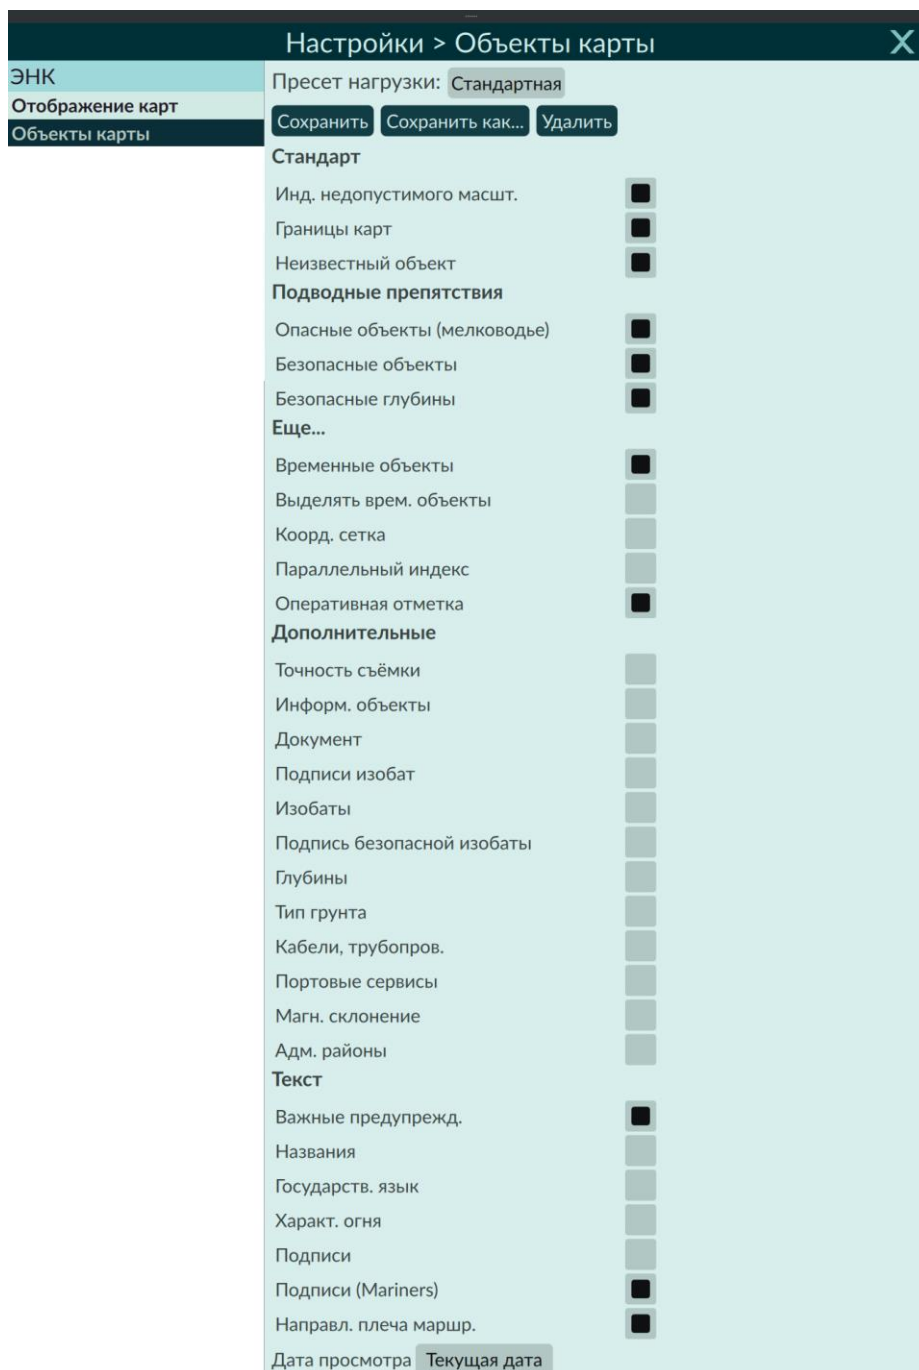 Настройки > Объекты карты
X
ЭНК
Отображение карт
Объекты карты
Пресет нагрузки: Стандартная
Сохранить Сохранить как... Удалить
Стандарт
Инд. недопустимого масшт.
Границы карт
Неизвестный объект
Подводные препятствия
Опасные объекты (мелководье)
Безопасные объекты
Безопасные глубины
Еще...
Временные объекты
Выделять врем. объекты
Коорд. сетка
Параллельный индекс
Оперативная отметка
Дополнительные
Точность съёмки
Информ. объекты
Документ
Подписи изобат
Изобаты
Подпись безопасной изобаты
Глубины
Тип грунта
Кабели, трубопров.
Портовые сервисы
Магн. склонение
Адм. районы
Текст
Важные предупрежд.
Названия
Государств. язык
Характ. огня
Подписи
Подписи (Mariners)
Направл. плеча маршр.
Дата просмотра Текущая дата